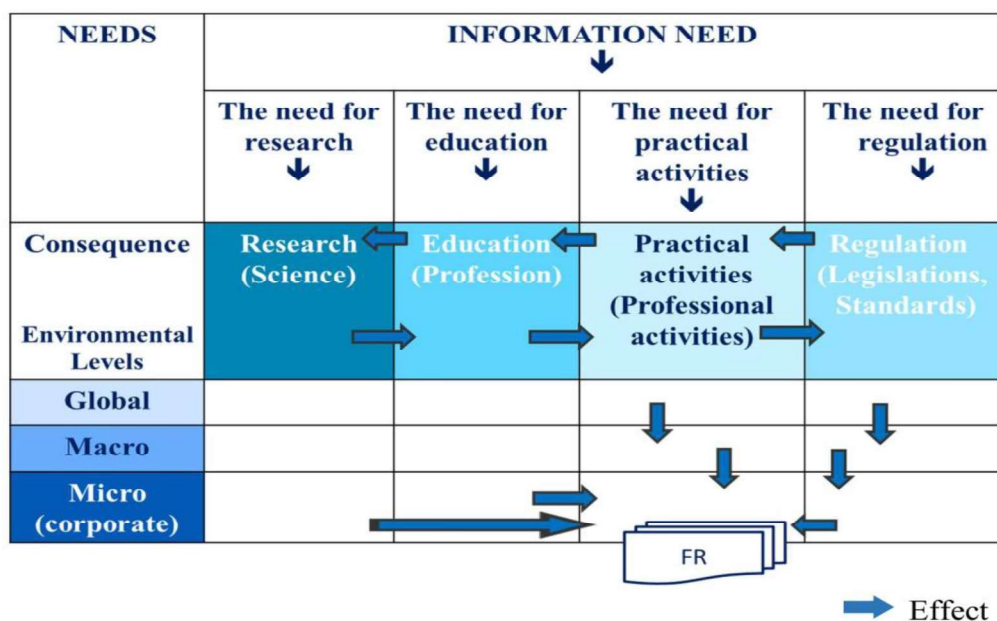 NEEDS
INFORMATION NEED
The need for
research
The need for
education
The need for
practical
activities
The need for
regulation
Consequence
Environmental
Levels
Research
(Science)
Education
(Profession)
Practical
activities
(Professional
activities)
Regulation
(Legislations,
Standards)
Global
Macro
Micro
(corporate)
FR
Effect